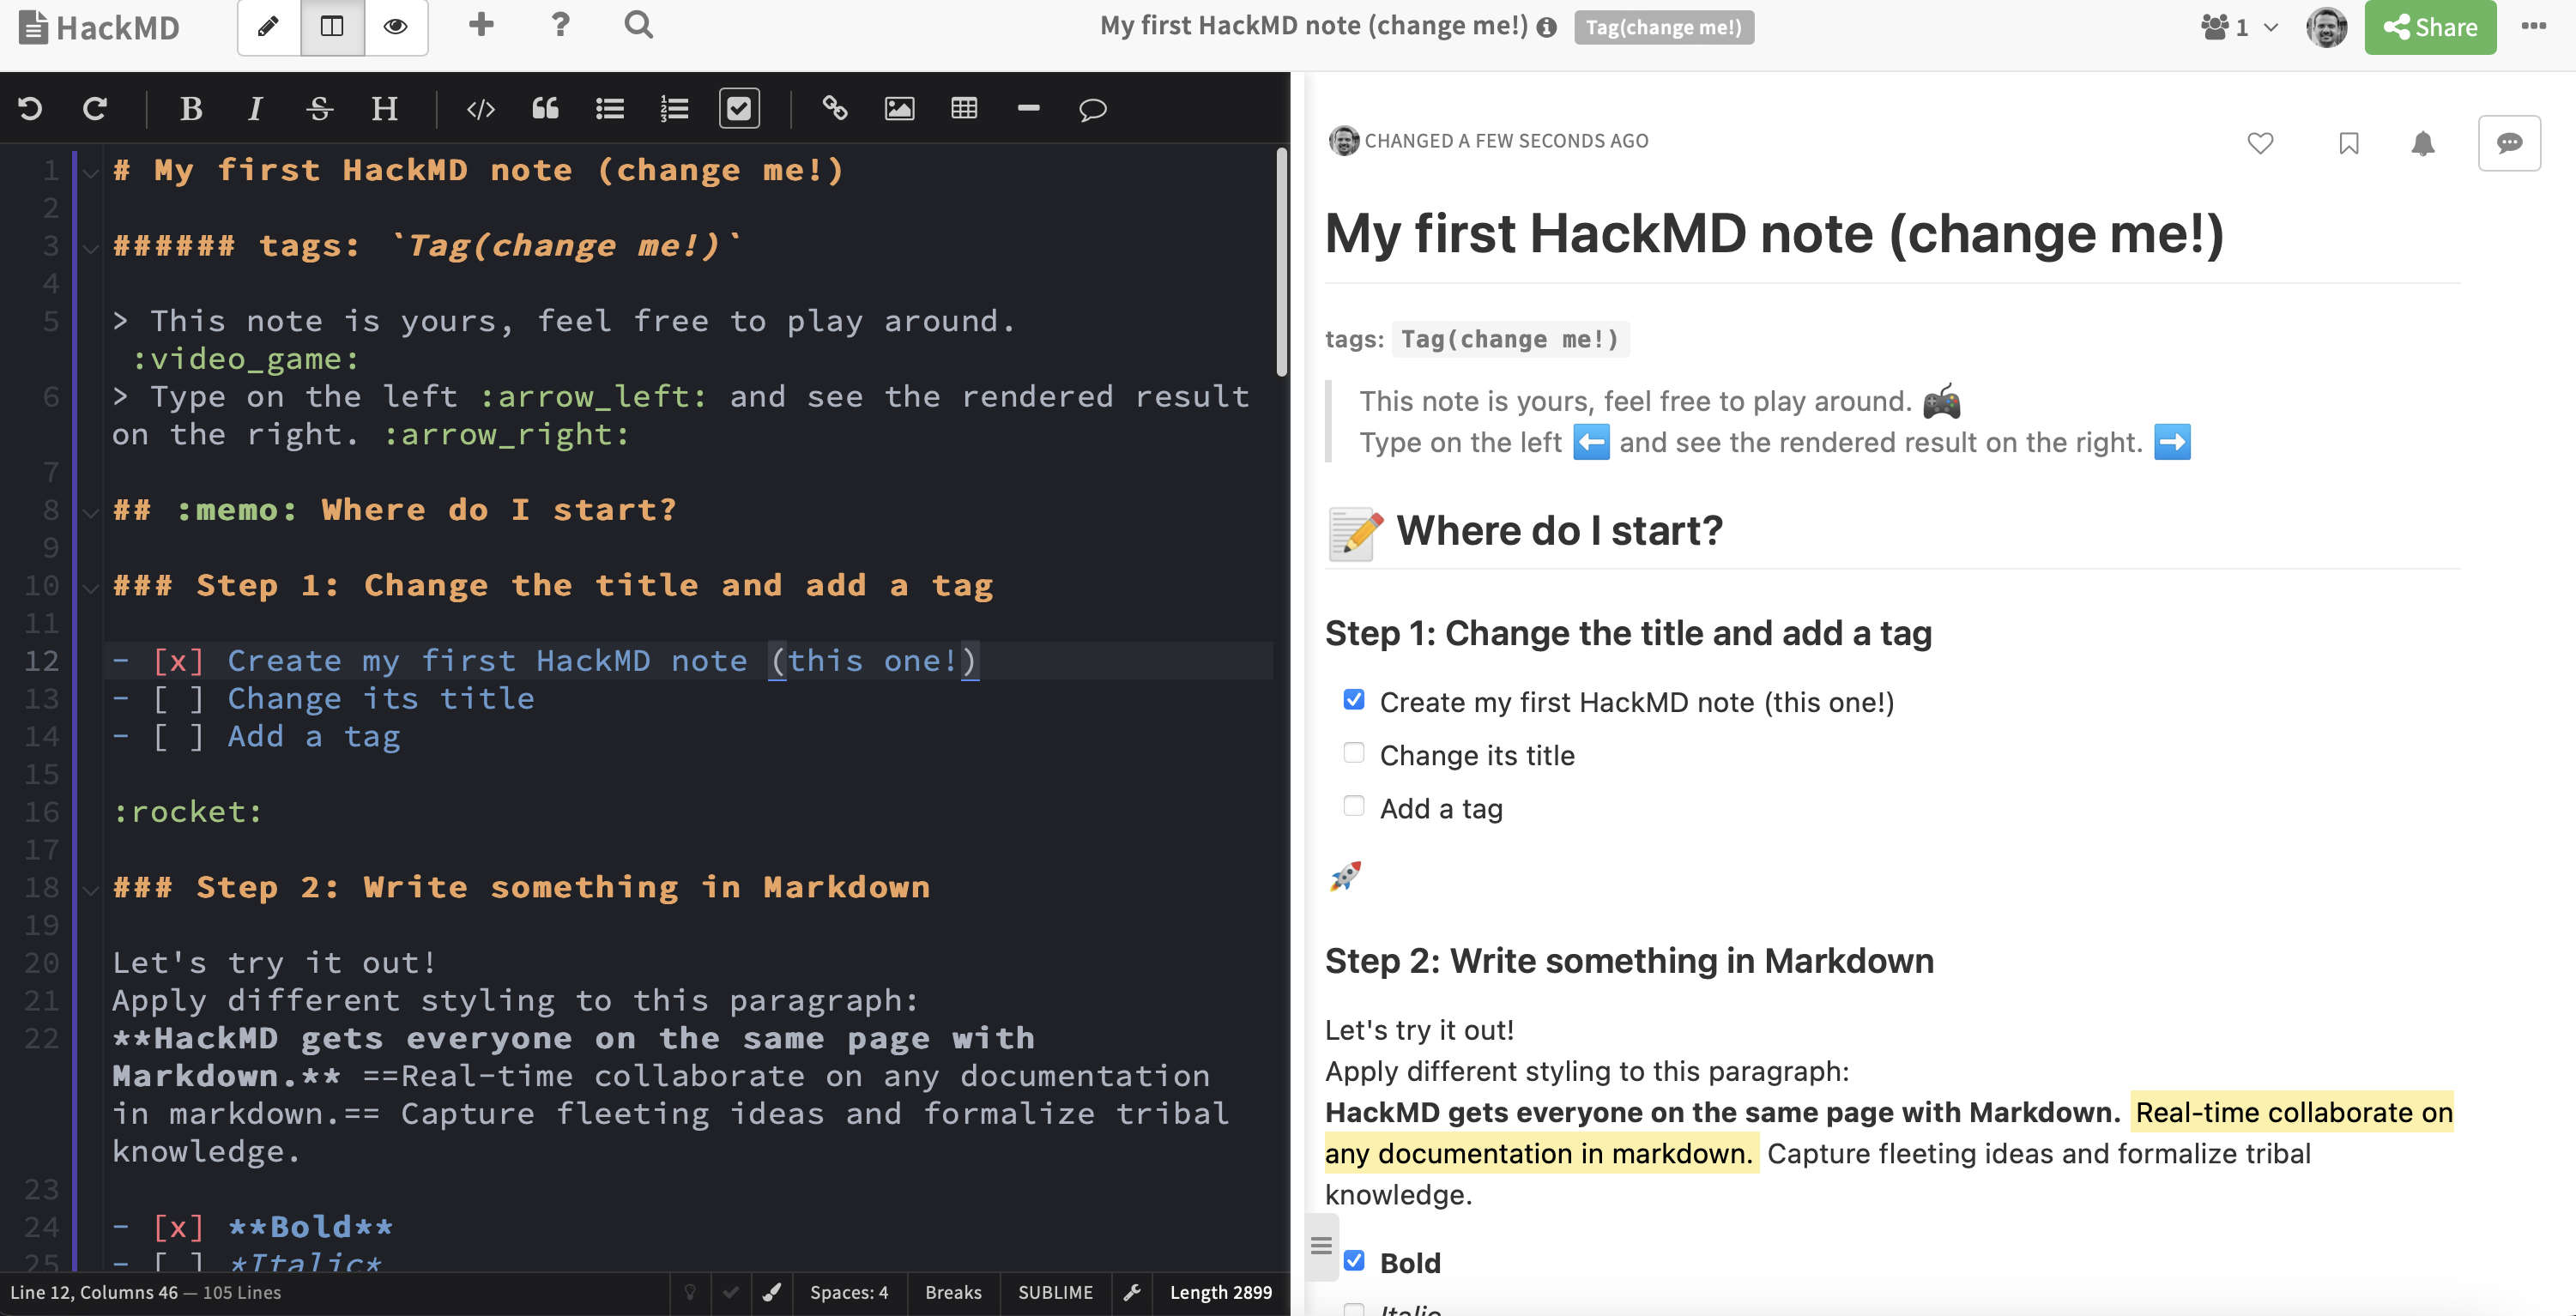 HackMD
My first HackMD note (change me!)
Tag(change me!)
1
Share
1 # My first HackMD note (change me!)
2
3 ###### tags: `Tag(change me!)`
4
5 > This note is yours, feel free to play around.
:video_game:
6 > Type on the left :arrow_left: and see the rendered result
on the right. :arrow_right:
7
8 ## :memo: Where do I start?
9
10 ### Step 1: Change the title and add a tag
11
12 - [x] Create my first HackMD note (this one!)
13 - [ ] Change its title
14 - [ ] Add a tag
15
16 :rocket:
17
18 ### Step 2: Write something in Markdown
19
20 Let's try it out!
21 Apply different styling to this paragraph:
22 **HackMD gets everyone on the same page with
Markdown.** ==Real-time collaborate on any documentation
in markdown.== Capture fleeting ideas and formalize tribal
knowledge.
23
24 - [x] **Bold**
25 - [ ] *Italic*
Line 12, Columns 46 — 105 Lines
Spaces: 4
Breaks
SUBLIME
Length 2899
CHANGED A FEW SECONDS AGO
My first HackMD note (change me!)
tags: Tag(change me!)
This note is yours, feel free to play around. 🎮
Type on the left ⬅️ and see the rendered result on the right. ➡️
📝 Where do I start?
Step 1: Change the title and add a tag
Create my first HackMD note (this one!)
Change its title
Add a tag
🚀
Step 2: Write something in Markdown
Let's try it out!
Apply different styling to this paragraph:
HackMD gets everyone on the same page with Markdown. Real-time collaborate on
any documentation in markdown. Capture fleeting ideas and formalize tribal
knowledge.
Bold
Italic